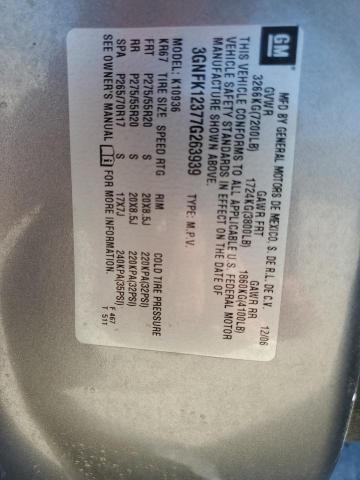 GM
MFD BY GENERAL MOTORS DE MEXICO, S. DE R.L. DE C.V.
12/06
GVWR GAWR FRT GAWR RR
3266KG(7200LB) 1724KG(3800LB) 1860KG(4100LB)
THIS VEHICLE CONFORMS TO ALL APPLICABLE U.S. FEDERAL MOTOR
VEHICLE SAFETY STANDARDS IN EFFECT ON THE DATE OF
MANUFACTURE SHOWN ABOVE.
3GNFK12377G263939 TYPE: M.P.V.
MODEL: K10936
KR67 TIRE SIZE SPEED RTG RIM COLD TIRE PRESSURE
FRT P275/55R20 S 20X8.5J 220KPA(32PSI)
RR P275/55R20 S 20X8.5J 220KPA(32PSI)
SPA P265/70R17 S 17X7J 240KPA(35PSI)
SEE OWNER'S MANUAL FOR MORE INFORMATION.
F 467
T 51T